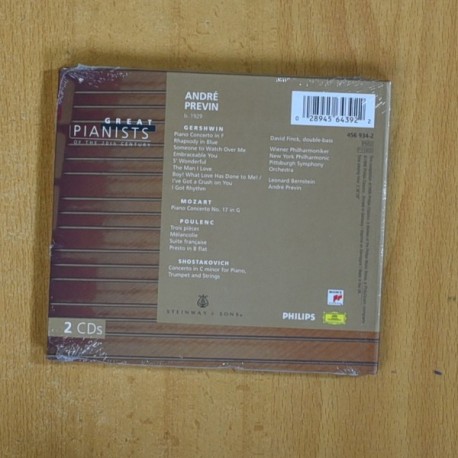 GREAT
PIANISTS
OF THE 20TH CENTURY
2 CDs
ANDRÉ
PREVIN
b. 1929
GERSHWIN
Piano Concerto in F
Rhapsody in Blue
Someone to Watch Over Me
Embraceable You
S' Wonderful
The Man I Love
Boy! What Love Has Done to Me! /
I've Got a Crush on You
I Got Rhythm
MOZART
Piano Concerto No. 17 in G
POULENC
Trois pièces
Mélancolie
Suite française
Presto in B flat
SHOSTAKOVICH
Concerto in C minor for Piano,
Trumpet and Strings
STEINWAY & SONS
0 28945 64392 2
456 934-2
David Finck, double-bass
Wiener Philharmoniker
New York Philharmonic
Pittsburgh Symphony
Orchestra
Leonard Bernstein
André Previn
PHILIPS
SONY